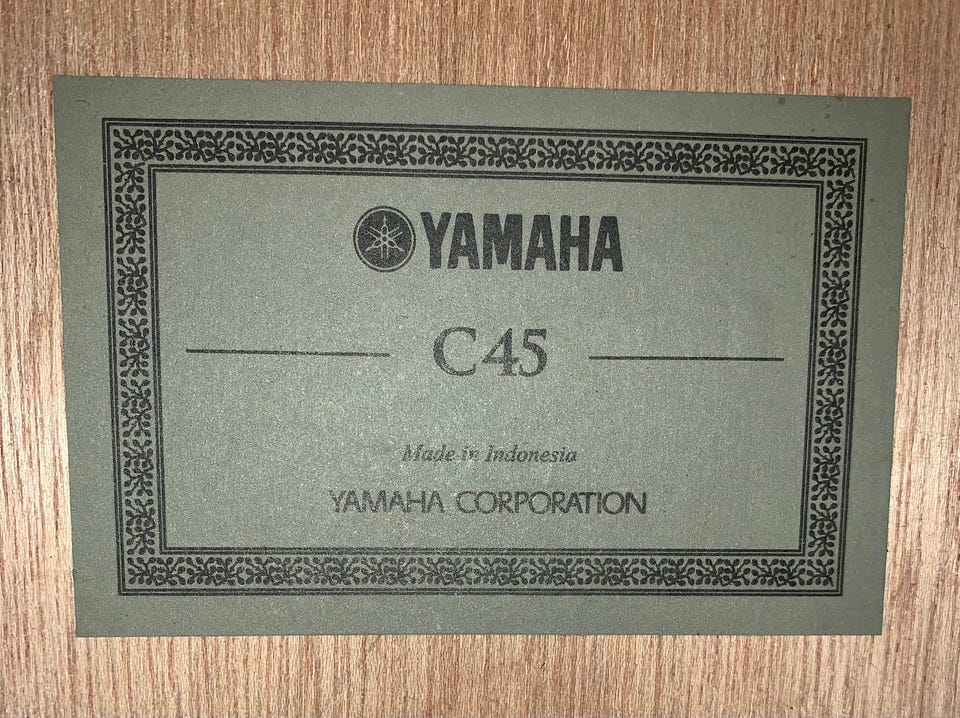 YAMAHA
C45
Made in Indonesia
YAMAHA CORPORATION